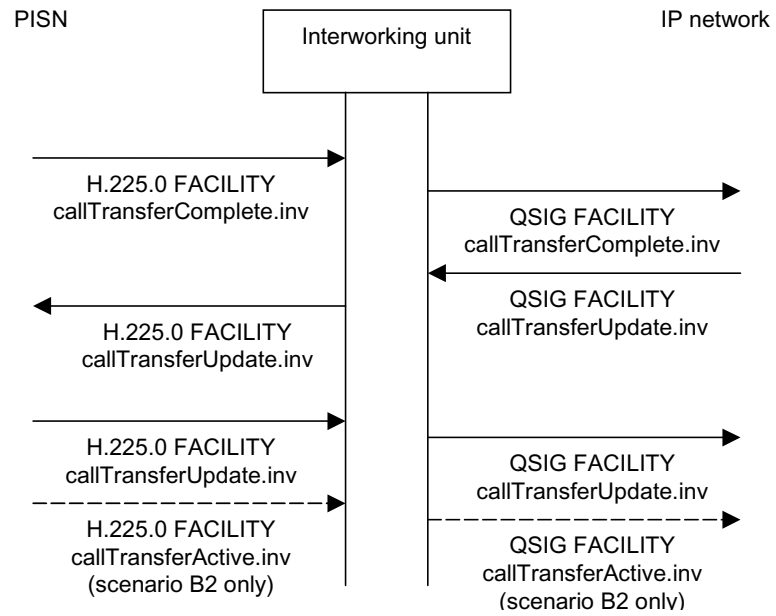 PISN
Interworking unit
IP network
H.225.0 FACILITY
callTransferComplete.inv
QSIG FACILITY
callTransferComplete.inv
QSIG FACILITY
callTransferUpdate.inv
H.225.0 FACILITY
callTransferUpdate.inv
H.225.0 FACILITY
callTransferUpdate.inv
QSIG FACILITY
callTransferUpdate.inv
H.225.0 FACILITY
callTransferActive.inv
(scenario B2 only)
QSIG FACILITY
callTransferActive.inv
(scenario B2 only)